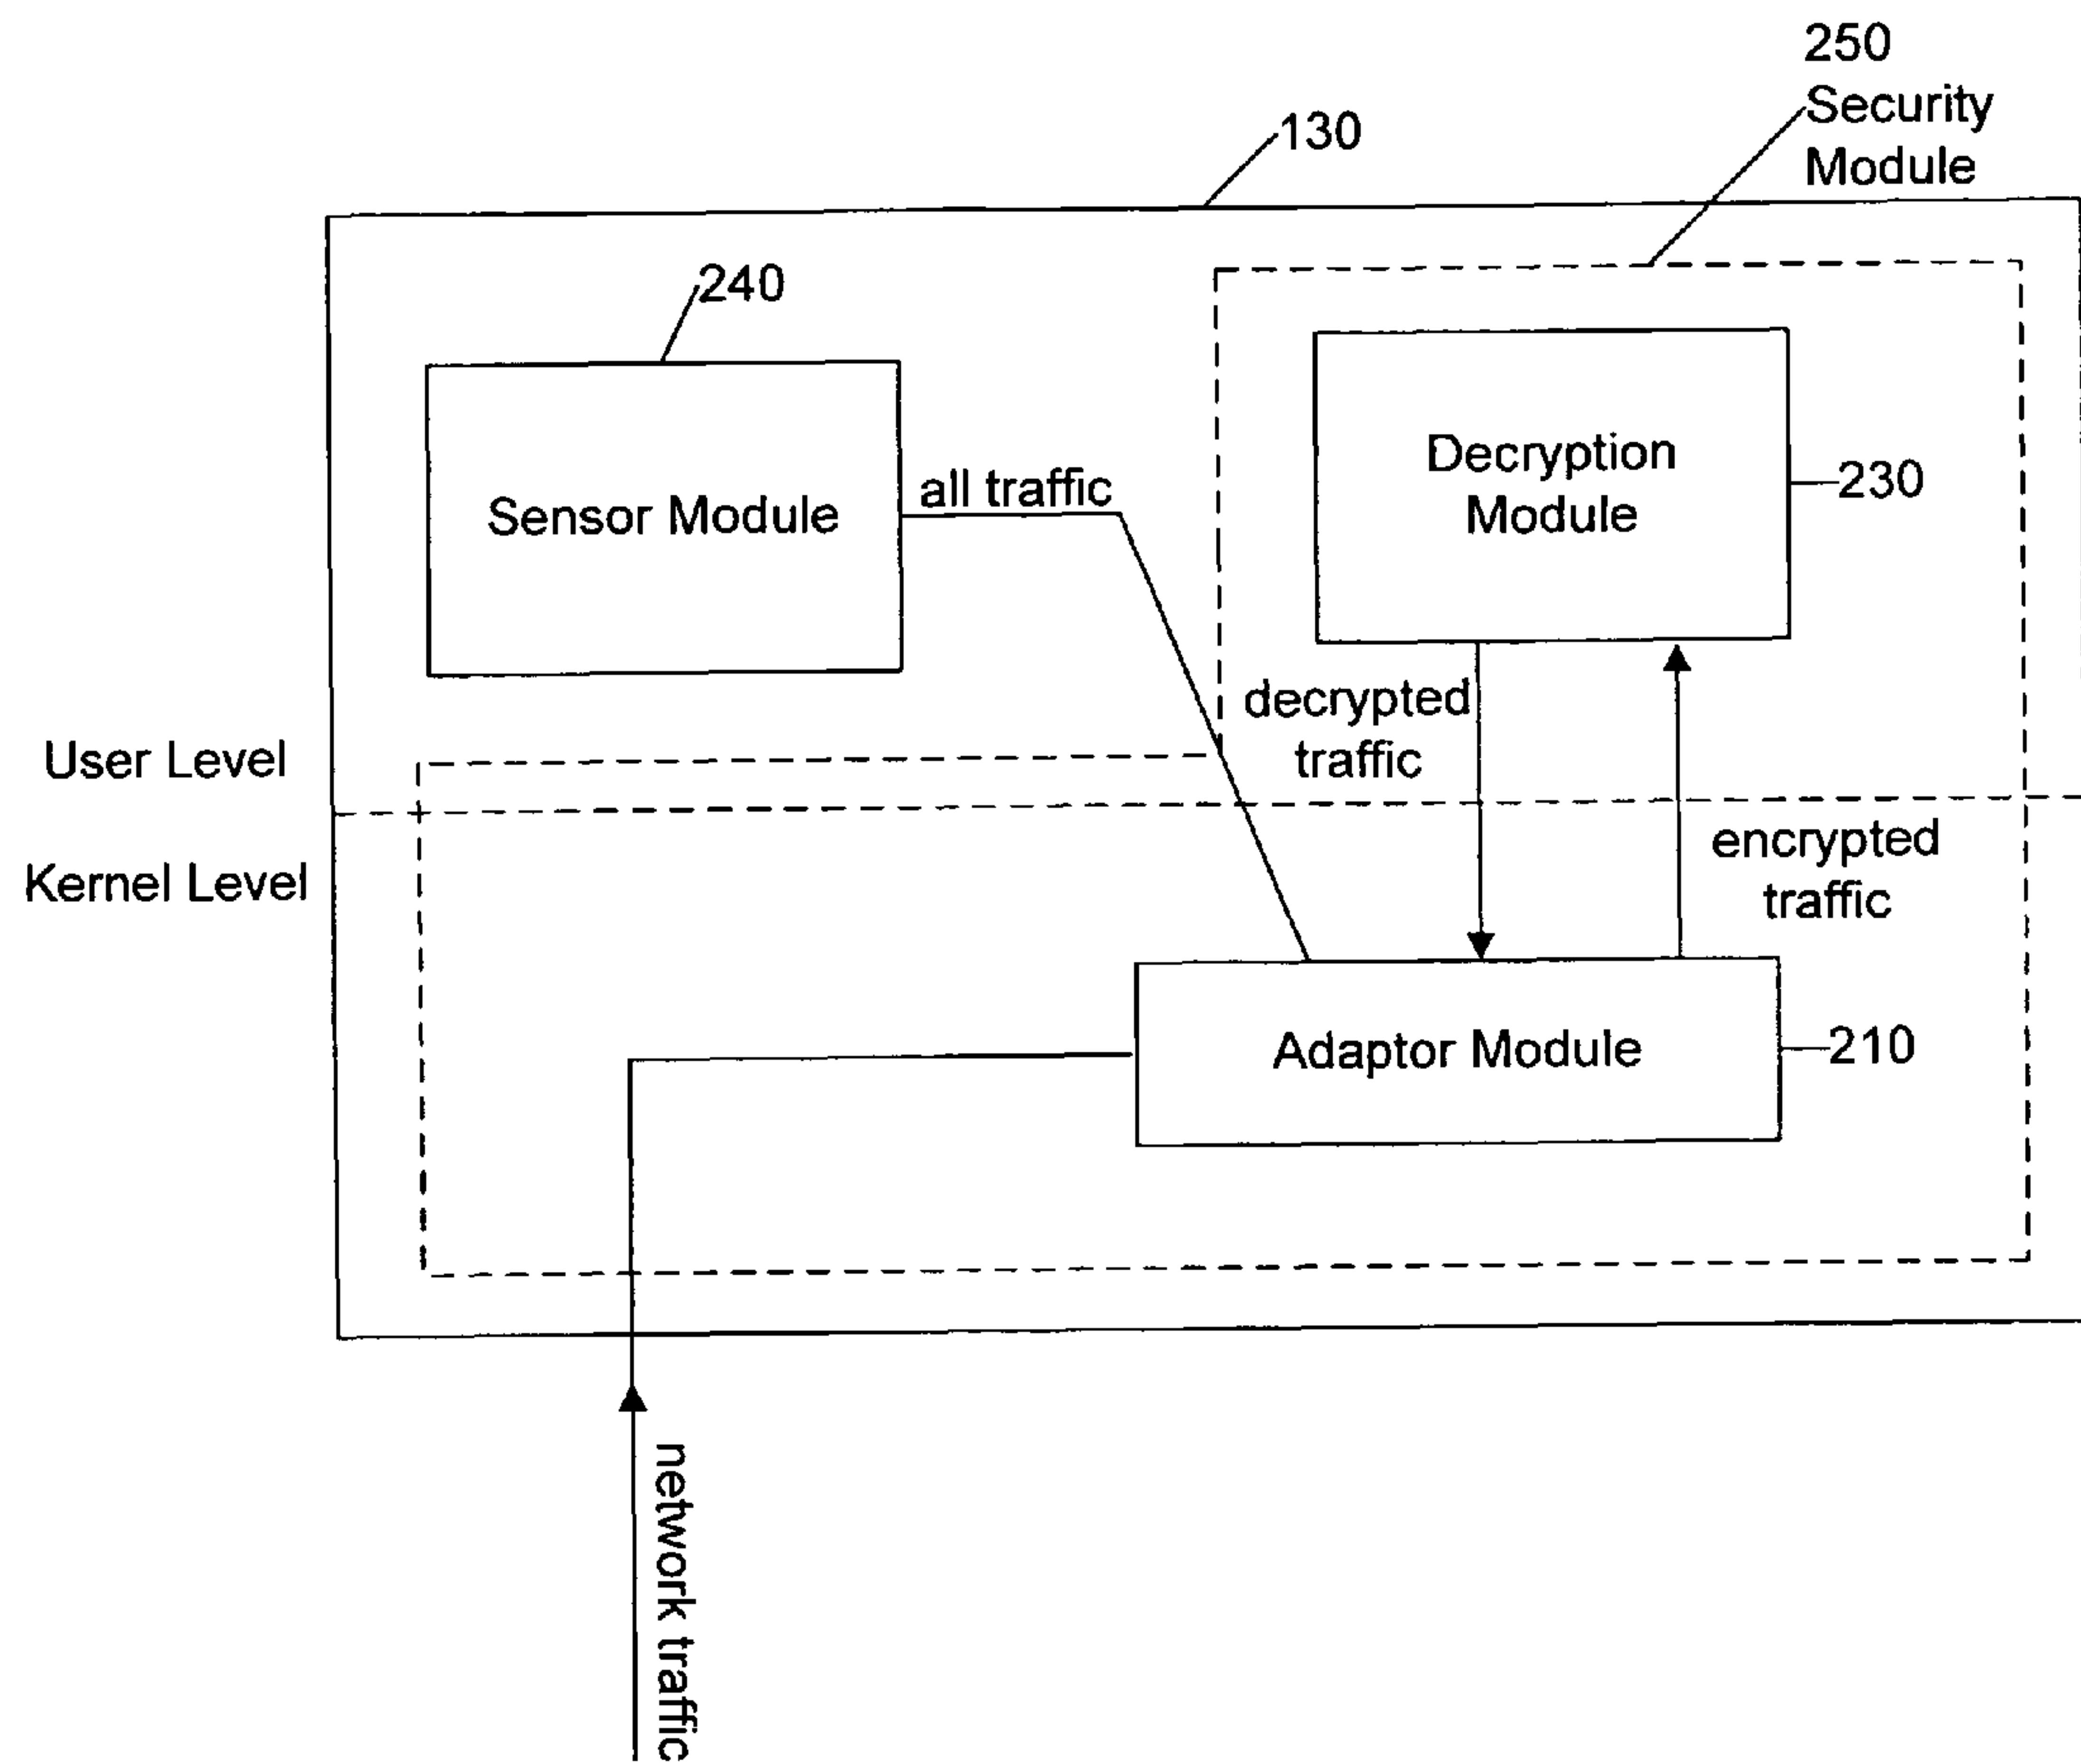 250
Security
Module
130
240
Decryption
Module
230
all traffic
Sensor Module
decrypted
traffic
User Level
encrypted
traffic
Kernel Level
Adaptor Module
210
network traffic